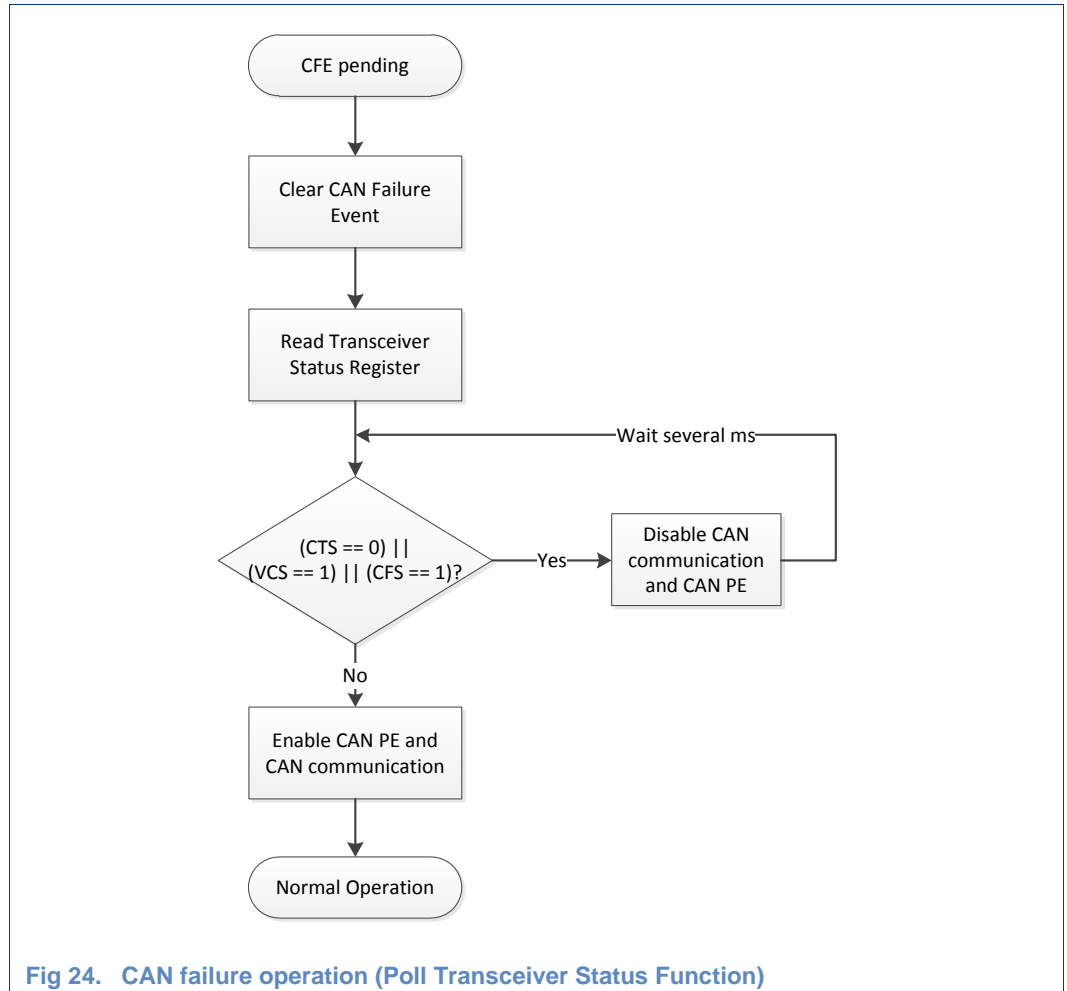 CFE pending
Clear CAN Failure
Event
Read Transceiver
Status Register
Wait several ms
(CTS == 0) ||
(VCS == 1) || (CFS == 1)?
Yes
Disable CAN
communication
and CAN PE
No
Enable CAN PE and
CAN communication
Normal Operation
Fig 24. CAN failure operation (Poll Transceiver Status Function)